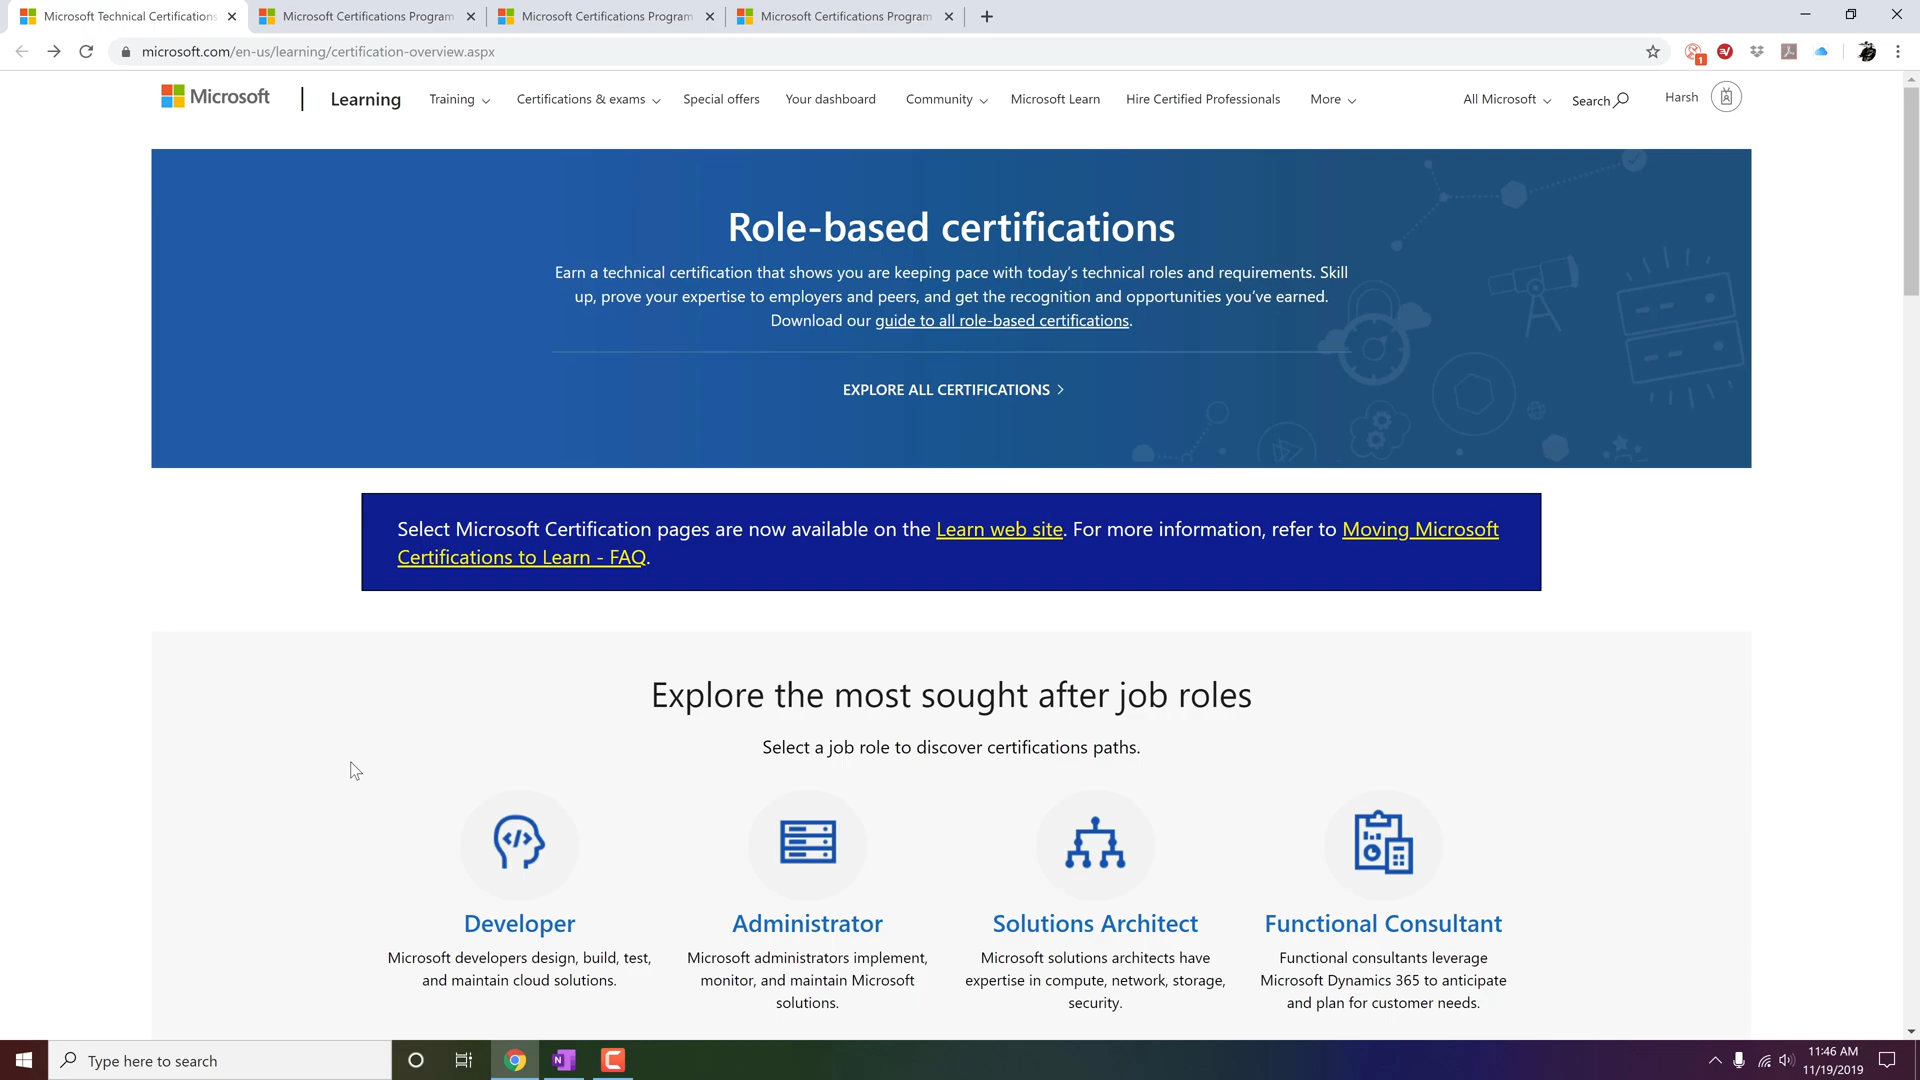 Microsoft Technical Certifications
Microsoft Certifications Program
Microsoft Certifications Program
Microsoft Certifications Program
microsoft.com/en-us/learning/certification-overview.aspx
1
Microsoft
Learning
Training
Certifications & exams
Special offers
Your dashboard
Community
Microsoft Learn
Hire Certified Professionals
More
All Microsoft
Search
Harsh
Role-based certifications
Earn a technical certification that shows you are keeping pace with today's technical roles and requirements. Skill
up, prove your expertise to employers and peers, and get the recognition and opportunities you've earned.
Download our guide to all role-based certifications.
EXPLORE ALL CERTIFICATIONS >
Select Microsoft Certification pages are now available on the Learn web site. For more information, refer to Moving Microsoft
Certifications to Learn - FAQ.
Explore the most sought after job roles
Select a job role to discover certifications paths.
Developer
Microsoft developers design, build, test,
and maintain cloud solutions.
Administrator
Microsoft administrators implement,
monitor, and maintain Microsoft
solutions.
Solutions Architect
Microsoft solutions architects have
expertise in compute, network, storage,
security.
Functional Consultant
Functional consultants leverage
Microsoft Dynamics 365 to anticipate
and plan for customer needs.
Type here to search
11:46 AM
11/19/2019